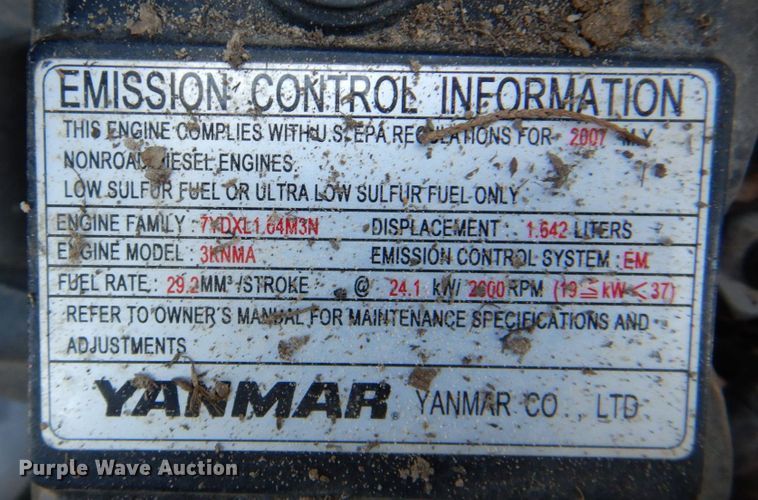 EMISSION CONTROL INFORMATION
THIS ENGINE COMPLIES WITH U.S. EPA REGULATIONS FOR 2007 M.Y
NONROAD DIESEL ENGINES.
LOW SULFUR FUEL OR ULTRA LOW SULFUR FUEL ONLY
ENGINE FAMILY : 7YDXL1.64M3N DISPLACEMENT : 1.642 LITERS
ENGINE MODEL : 3KNMA EMISSION CONTROL SYSTEM : EM
FUEL RATE: 29.2MM³/STROKE @ 24.1 kW/ 2600RPM (19≦kW<37)
REFER TO OWNER'S MANUAL FOR MAINTENANCE SPECIFICATIONS AND
ADJUSTMENTS
YANMAR® YANMAR CO., LTD
Purple Wave Auction